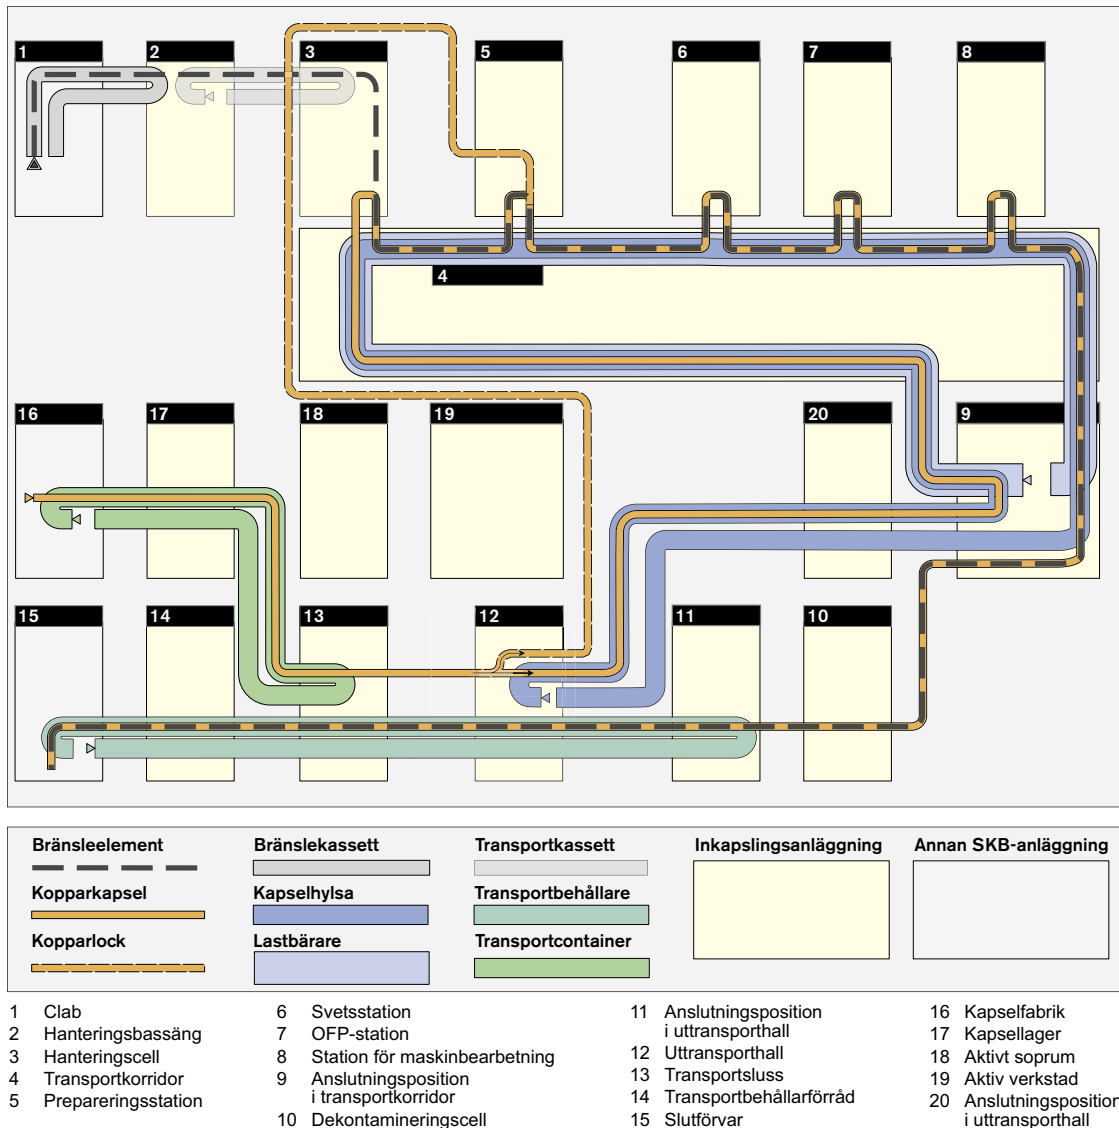 1
2
3
5
6
7
8
4
16
17
18
19
20
9
15
14
13
12
11
10
Bränsleelement
Bränslekassett
Transportkassett
Inkapslingsanläggning
Annan SKB-anläggning
Kopparkapsel
Kapselhylsa
Transportbehållare
Kopparlock
Lastbärare
Transportcontainer
1 Clab
2 Hanteringsbassäng
3 Hanteringscell
4 Transportkorridor
5 Prepareringsstation
6 Svetsstation
7 OFP-station
8 Station för maskinbearbetning
9 Anslutningsposition
i transportkorridor
10 Dekontamineringscell
11 Anslutningsposition
i uttransporthall
12 Uttransporthall
13 Transportsluss
14 Transportbehållarförråd
15 Slutförvar
16 Kapselfabrik
17 Kapsellager
18 Aktivt soprum
19 Aktiv verkstad
20 Anslutningsposition
i uttransporthall